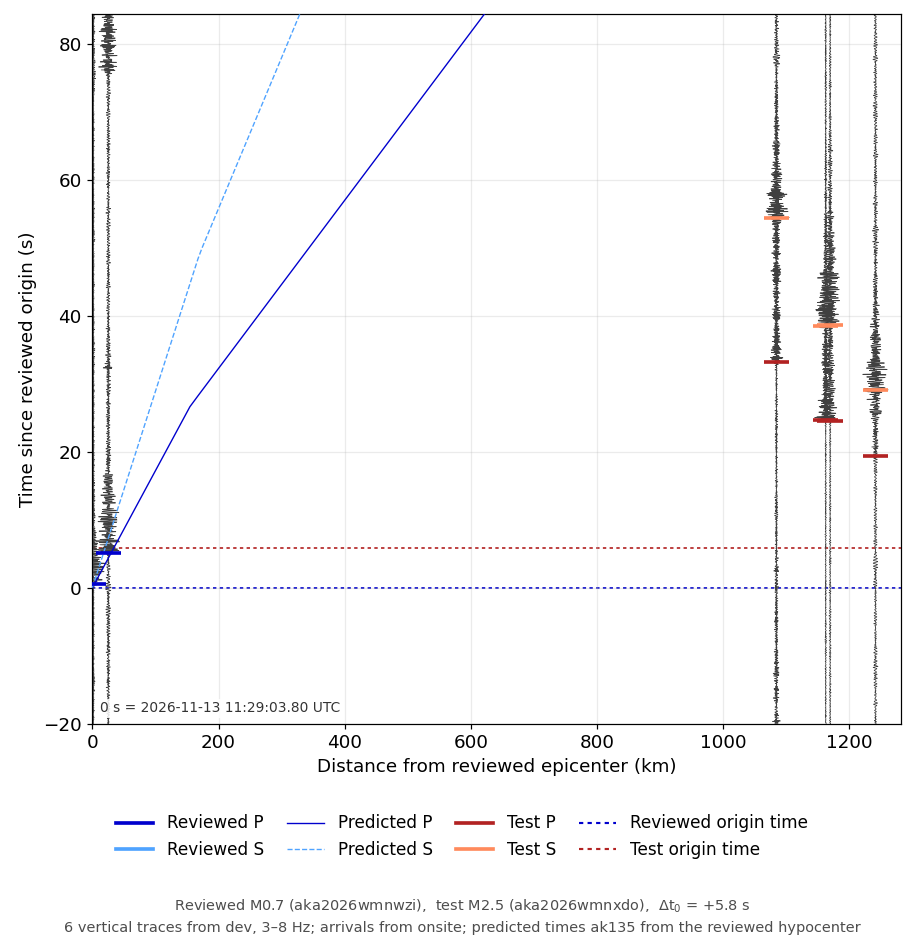 80
60
40
20
0
−20
Time since reviewed origin (s)
0 s = 2026-11-13 11:29:03.80 UTC
0 200 400 600 800 1000 1200
Distance from reviewed epicenter (km)
Reviewed P Predicted P Test P Reviewed origin time
Reviewed S Predicted S Test S Test origin time
Reviewed M0.7 (aka2026wmnwzi), test M2.5 (aka2026wmnxdo), Δt₀ = +5.8 s
6 vertical traces from dev, 3–8 Hz; arrivals from onsite; predicted times ak135 from the reviewed hypocenter